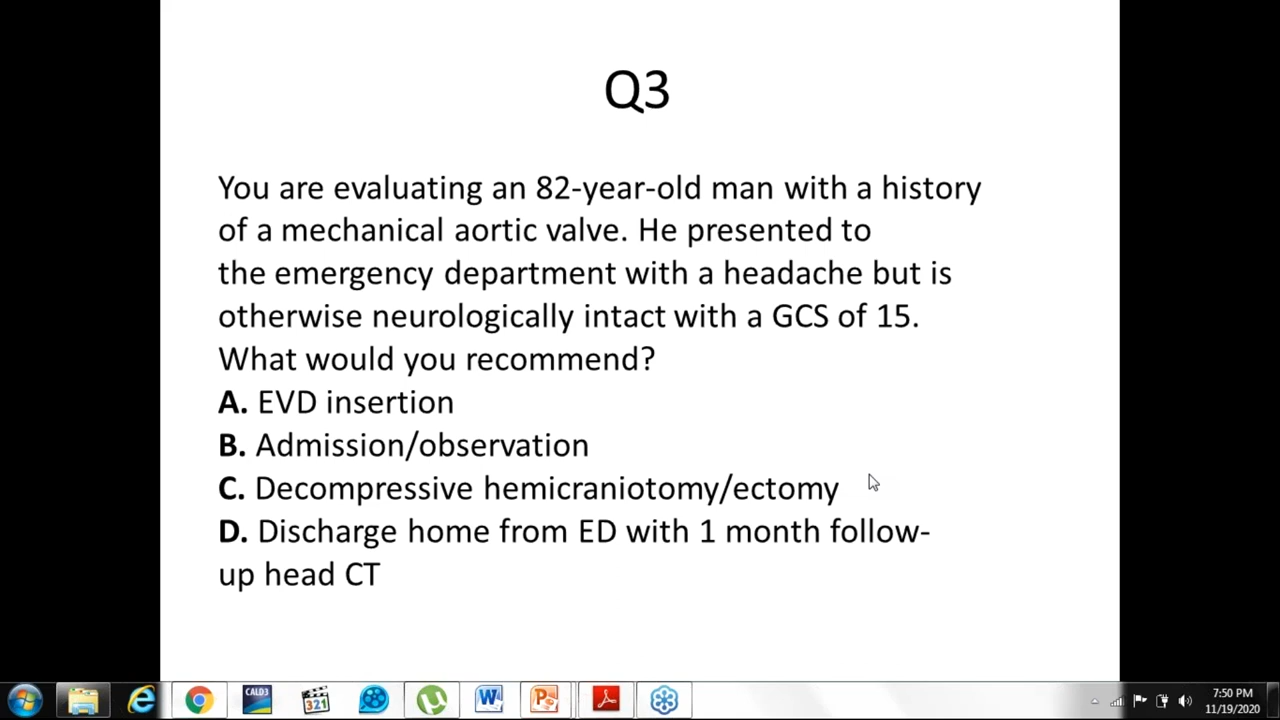 Q3
You are evaluating an 82-year-old man with a history
of a mechanical aortic valve. He presented to
the emergency department with a headache but is
otherwise neurologically intact with a GCS of 15.
What would you recommend?
A. EVD insertion
B. Admission/observation
C. Decompressive hemicraniotomy/ectomy
D. Discharge home from ED with 1 month follow-
up head CT
CALD3
321
7:50 PM
11/19/2020